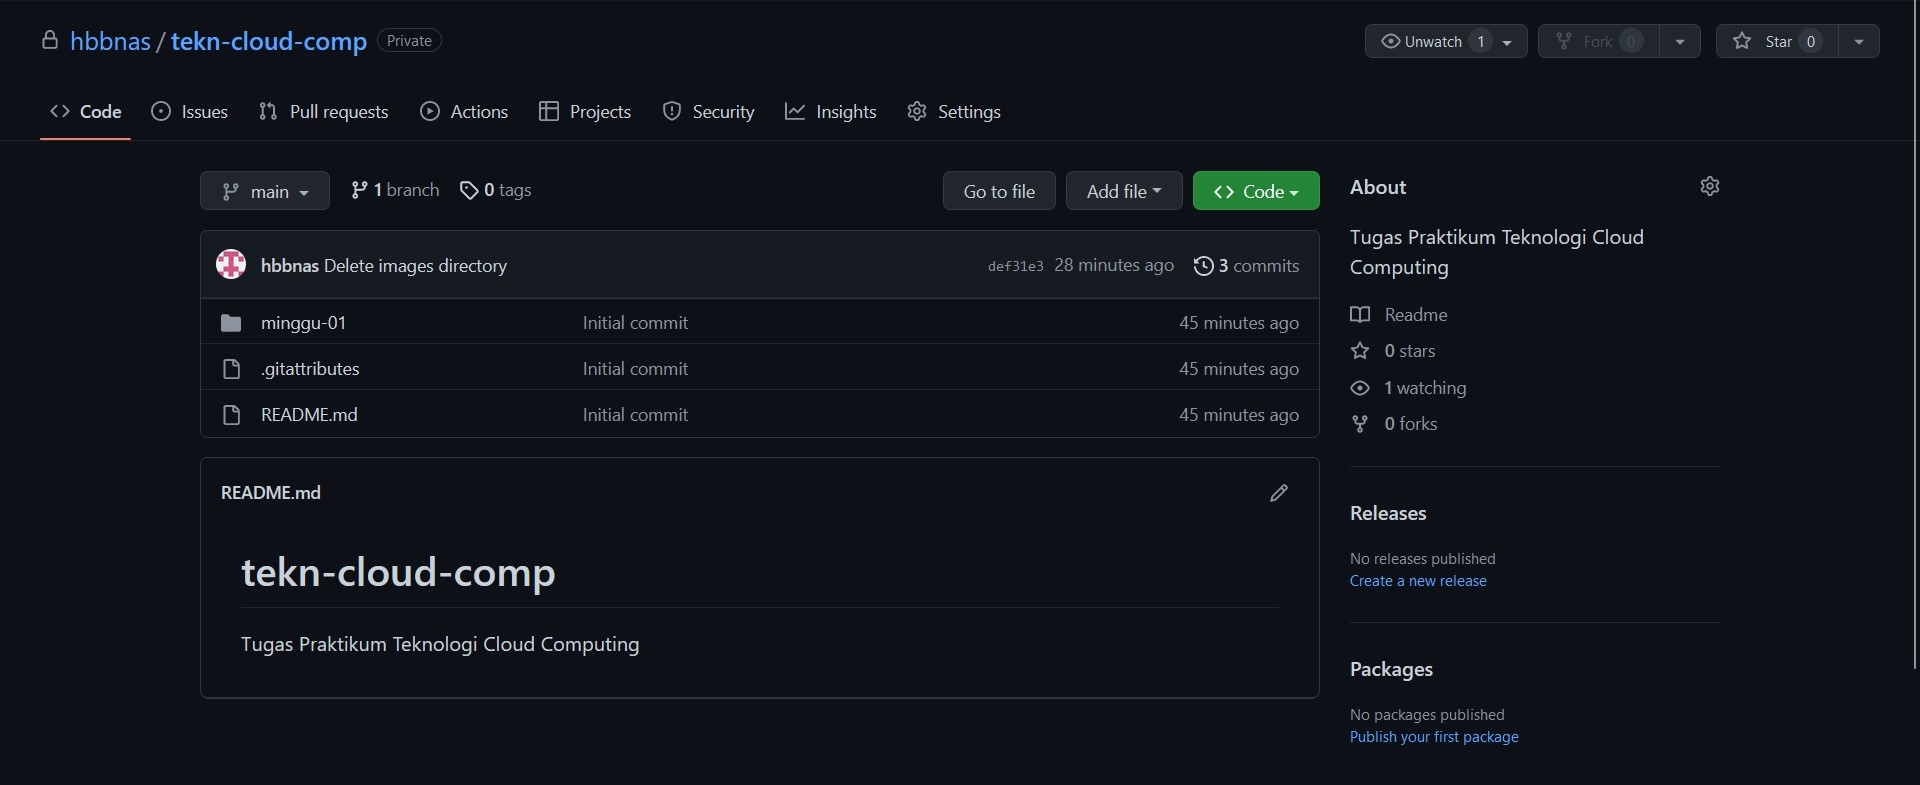 hbbnas / tekn-cloud-comp Private
Unwatch 1 Fork 0 Star 0
Code Issues Pull requests Actions Projects Security Insights Settings
main 1 branch 0 tags Go to file Add file Code
hbbnas Delete images directory def31e3 28 minutes ago 3 commits
minggu-01 Initial commit 45 minutes ago
.gitattributes Initial commit 45 minutes ago
README.md Initial commit 45 minutes ago
README.md
tekn-cloud-comp
Tugas Praktikum Teknologi Cloud Computing
About
Tugas Praktikum Teknologi Cloud
Computing
Readme
0 stars
1 watching
0 forks
Releases
No releases published
Create a new release
Packages
No packages published
Publish your first package